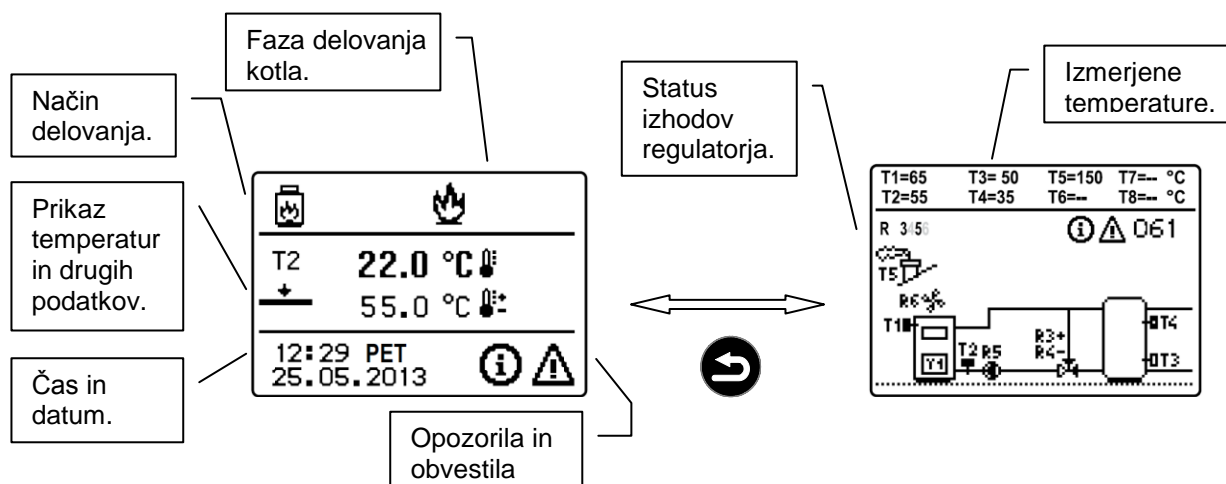 Faza delovanja
kotla.
Način
delovanja.
Prikaz
temperatur
in drugih
podatkov.
Čas in
datum.
T2 22.0 °C
55.0 °C
12:29 PET
25.05.2013
Opozorila in
obvestila
Status
izhodov
regulatorja.
Izmerjene
temperature.
T1=65 T3= 50 T5=150 T7=-- °C
T2=55 T4=35 T6=-- T8=-- °C
R 3456 061
T5
R6
T1
T2 R5
R3+
R4-
T4
T3